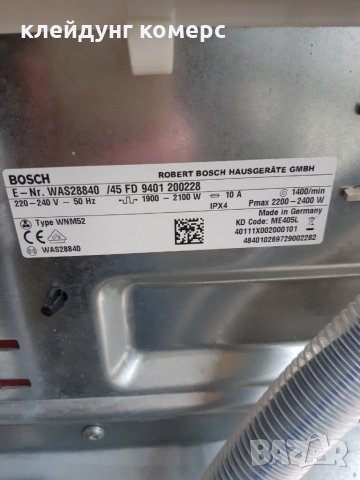 клейдунг комерс
BOSCH ROBERT BOSCH HAUSGERÄTE GMBH
E-Nr. WAS28840 /45 FD 9401 200228
220-240 V ~ 50 Hz 1900 - 2100 W 10 A 1400/min
IPX4 Pmax 2200-2400 W
Made in Germany
Type WNM52 KD Code: ME405L
40111X002000101
WAS28840 484010269729002282
BAZAR